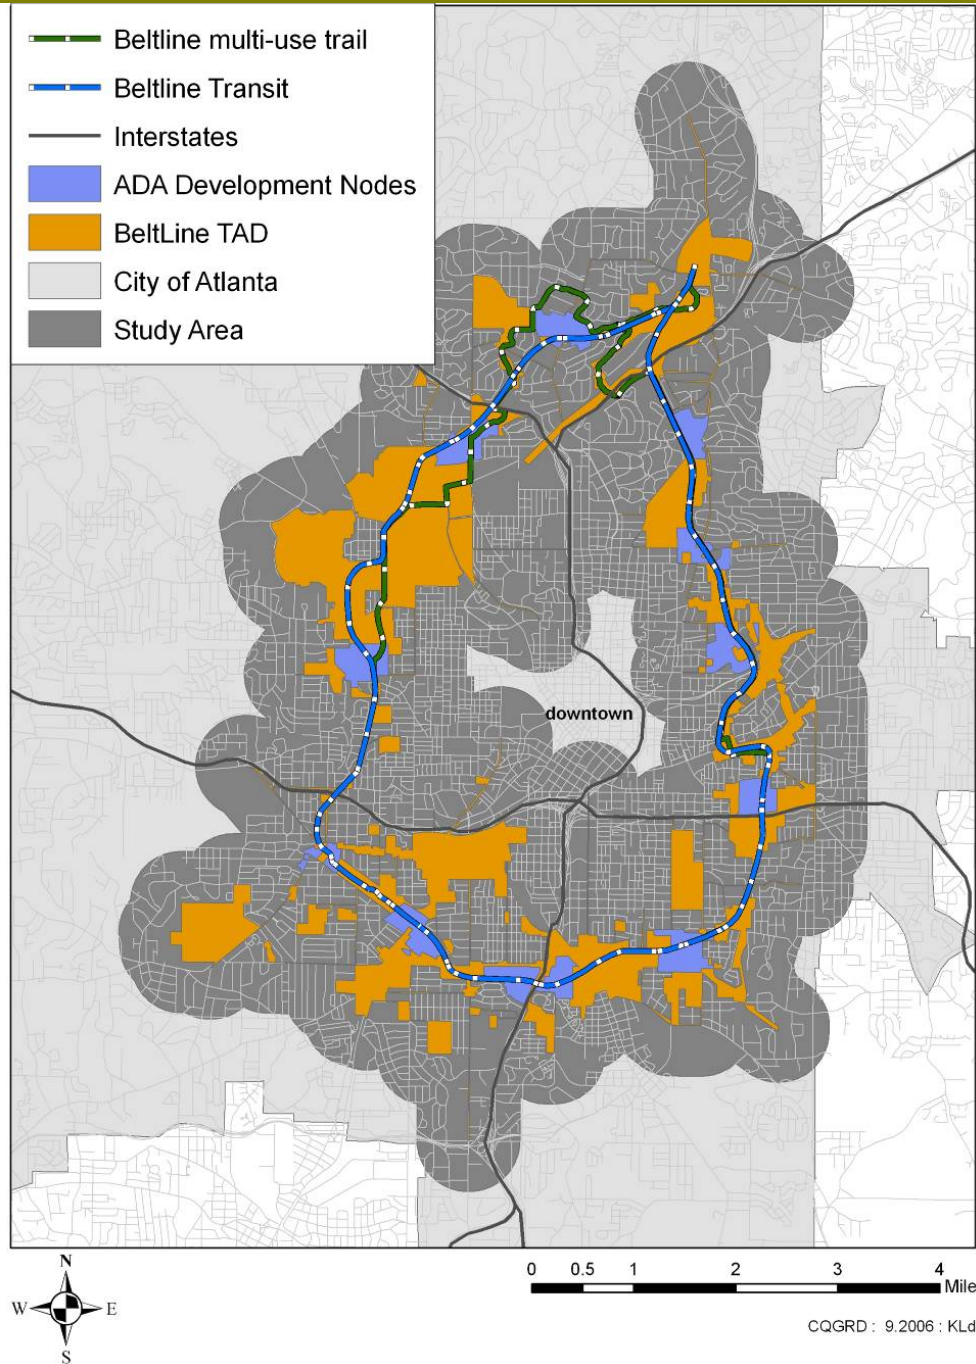 Beltline multi-use trail
Beltline Transit
Interstates
ADA Development Nodes
BeltLine TAD
City of Atlanta
Study Area
downtown
N
W E
S
0 0.5 1 2 3 4
Mile
CQGRD : 9.2006 : KLd